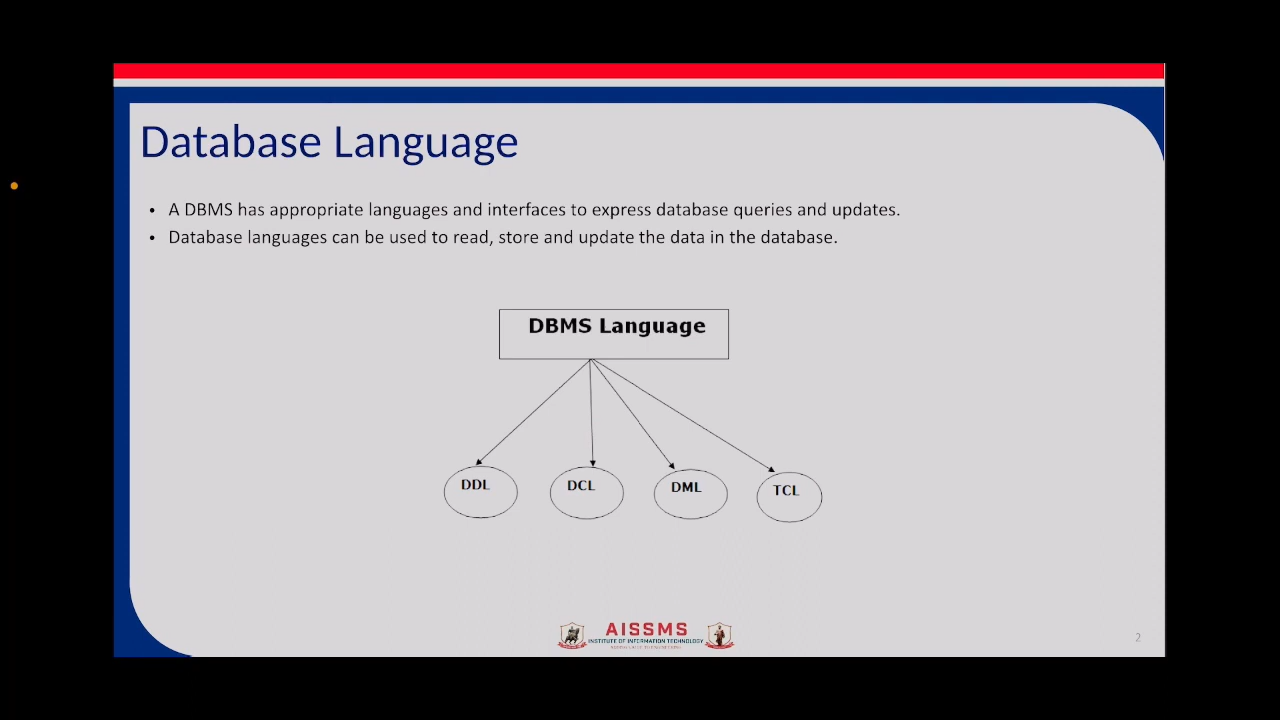 Database Language
• A DBMS has appropriate languages and interfaces to express database queries and updates.
• Database languages can be used to read, store and update the data in the database.
DBMS Language
DDL
DCL
DML
TCL
AISSMS
INSTITUTE OF INFORMATION TECHNOLOGY
2